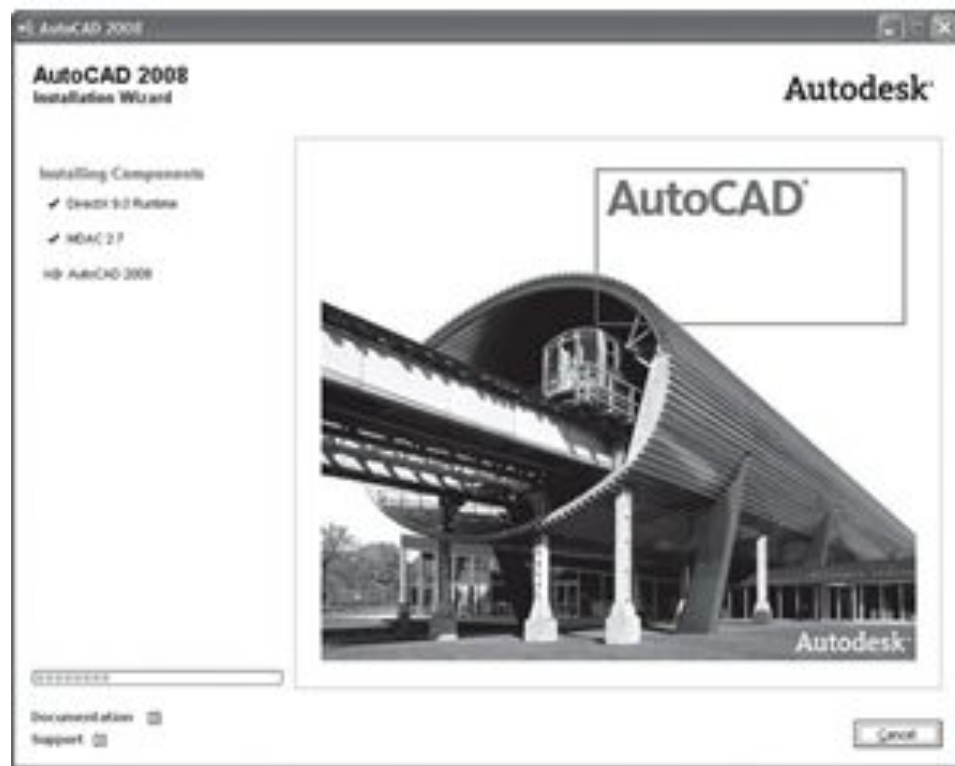 AutoCAD 2008
AutoCAD 2008
Installation Wizard
Autodesk
Installing Components
DirectX 9.0 Runtime
MDAC 2.7
AutoCAD 2008
AutoCAD
Autodesk
Documentation
Support
Cancel